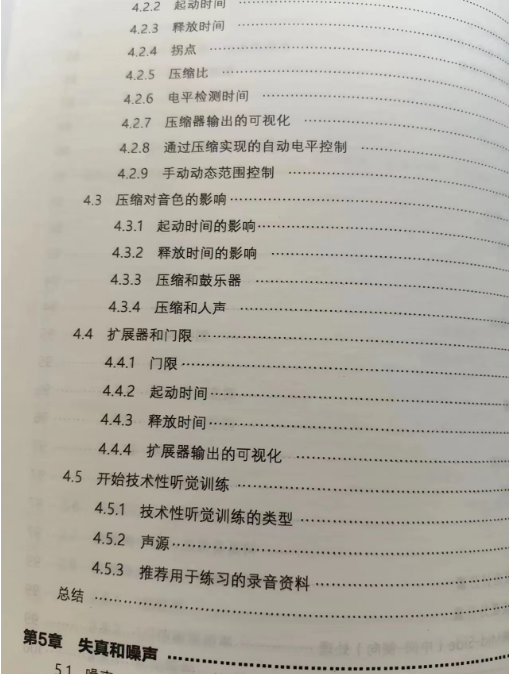 4.2.2 起动时间
4.2.3 释放时间
4.2.4 拐点
4.2.5 压缩比
4.2.6 电平检测时间
4.2.7 压缩器输出的可视化
4.2.8 通过压缩实现的自动电平控制
4.2.9 手动动态范围控制
4.3 压缩对音色的影响
4.3.1 起动时间的影响
4.3.2 释放时间的影响
4.3.3 压缩和鼓乐器
4.3.4 压缩和人声
4.4 扩展器和门限
4.4.1 门限
4.4.2 起动时间
4.4.3 释放时间
4.4.4 扩展器输出的可视化
4.5 开始技术性听觉训练
4.5.1 技术性听觉训练的类型
4.5.2 声源
4.5.3 推荐用于练习的录音资料
总结
第5章 失真和噪声
5.1 噪声